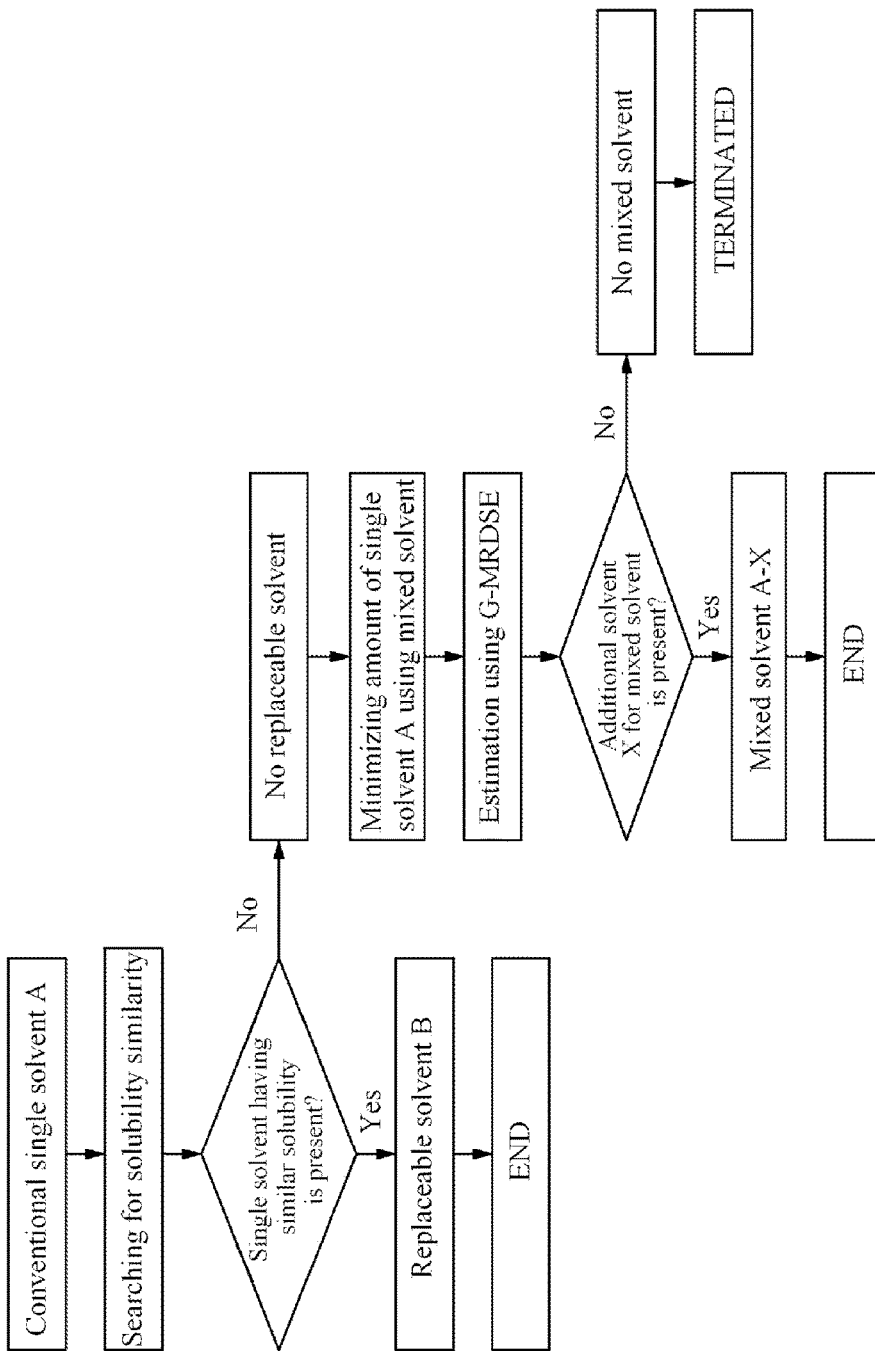 Conventional single solvent A
Searching for solubility similarity
Single solvent having
similar solubility
is present?
No
Yes
Replaceable solvent B
END
No replaceable solvent
Minimizing amount of single
solvent A using mixed solvent
Estimation using G-MRDSE
Additional solvent
X for mixed solvent
is present?
No
Yes
Mixed solvent A-X
END
No mixed solvent
TERMINATED